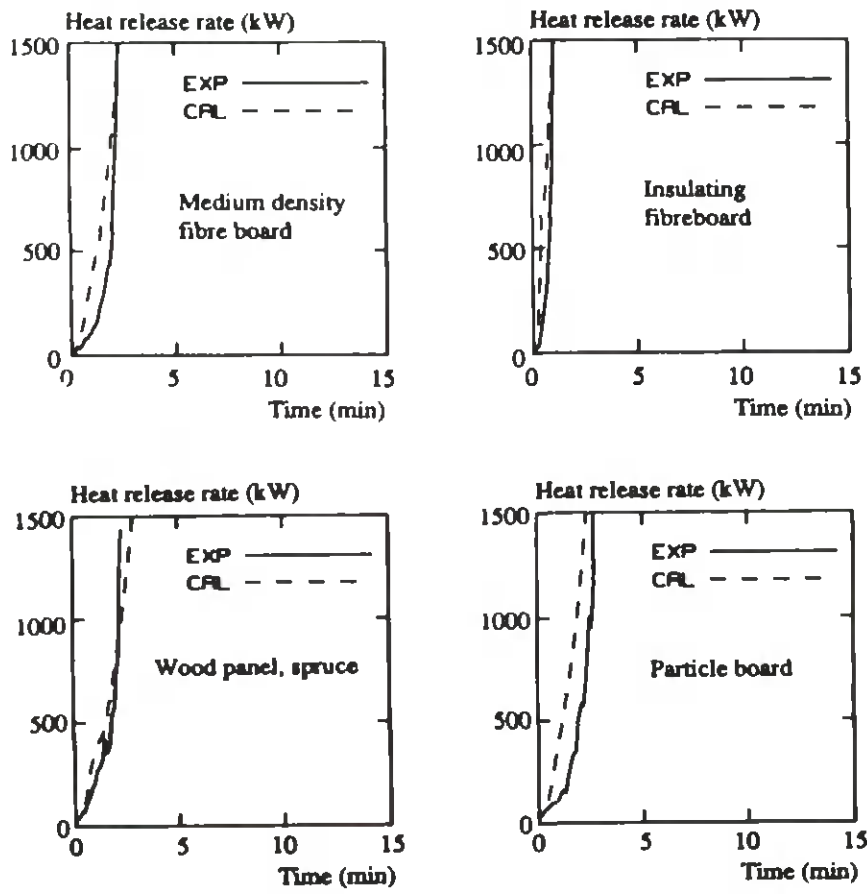 Heat release rate (kW)
1500
1000
500
0
EXP
CAL
Medium density
fibre board
0 5 10 15
Time (min)
Heat release rate (kW)
1500
1000
500
0
EXP
CAL
Insulating
fibreboard
0 5 10 15
Time (min)
Heat release rate (kW)
1500
1000
500
0
EXP
CAL
Wood panel, spruce
0 5 10 15
Time (min)
Heat release rate (kW)
1500
1000
500
0
EXP
CAL
Particle board
0 5 10 15
Time (min)